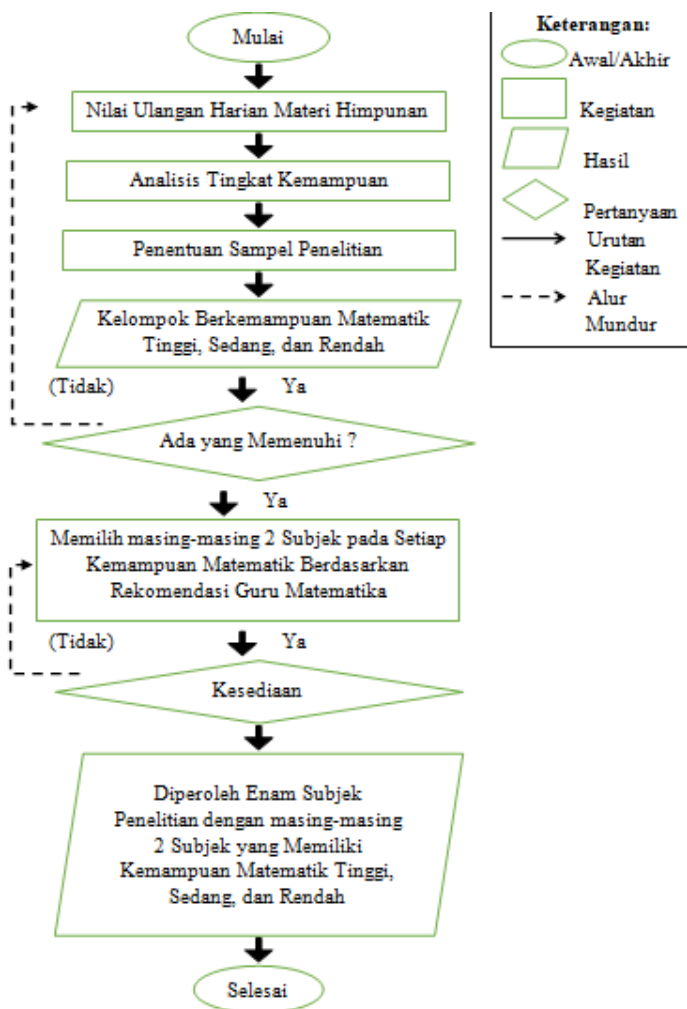 Mulai
Nilai Ulangan Harian Materi Himpunan
Analisis Tingkat Kemampuan
Penentuan Sampel Penelitian
Kelompok Berkemampuan Matematik
Tinggi, Sedang, dan Rendah
(Tidak) Ya
Ada yang Memenuhi ?
Ya
Memilih masing-masing 2 Subjek pada Setiap
Kemampuan Matematik Berdasarkan
Rekomendasi Guru Matematika
(Tidak) Ya
Kesediaan
Diperoleh Enam Subjek
Penelitian dengan masing-masing
2 Subjek yang Memiliki
Kemampuan Matematik Tinggi,
Sedang, dan Rendah
Selesai
Keterangan:
Awal/Akhir
Kegiatan
Hasil
Pertanyaan
Urutan
Kegiatan
Alur
Mundur